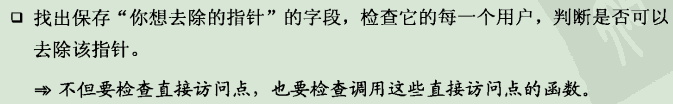 ❑ 找出保存“你想去除的指针”的字段，检查它的每一个用户，判断是否可以
去除该指针。
⇒ 不但要检查直接访问点，也要检查调用这些直接访问点的函数。